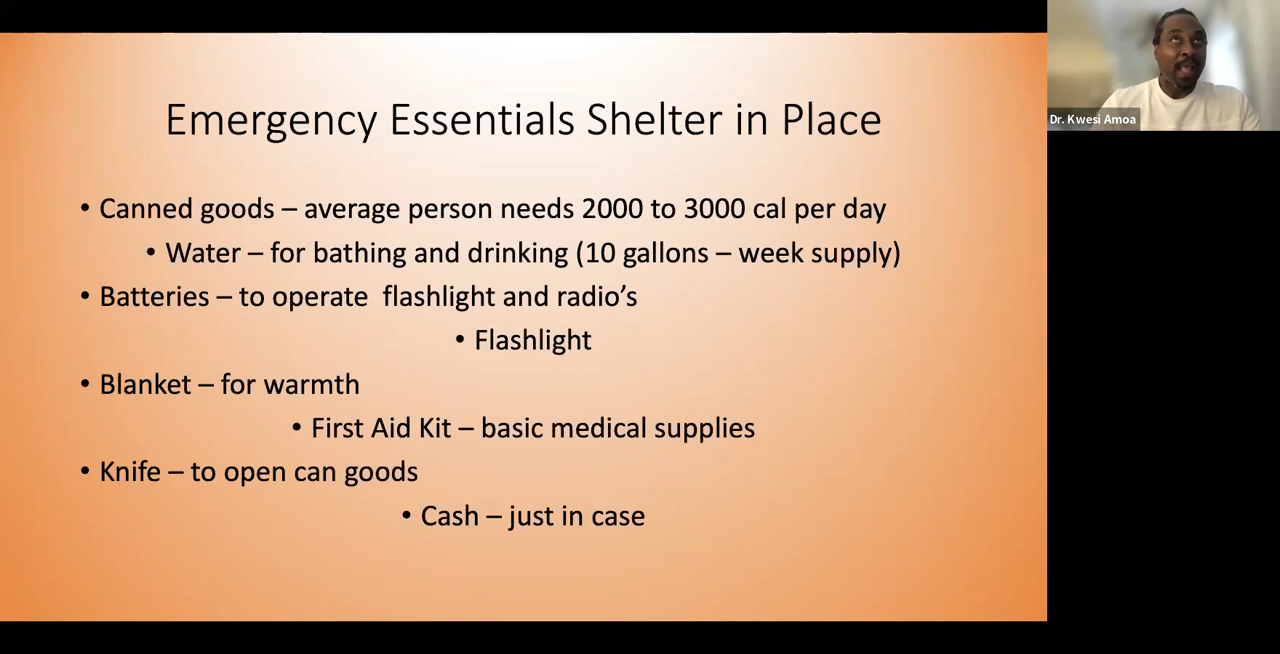 Emergency Essentials Shelter in Place
Dr. Kwesi Amoa
• Canned goods – average person needs 2000 to 3000 cal per day
• Water – for bathing and drinking (10 gallons – week supply)
• Batteries – to operate  flashlight and radio’s
• Flashlight
• Blanket – for warmth
• First Aid Kit – basic medical supplies
• Knife – to open can goods
• Cash – just in case